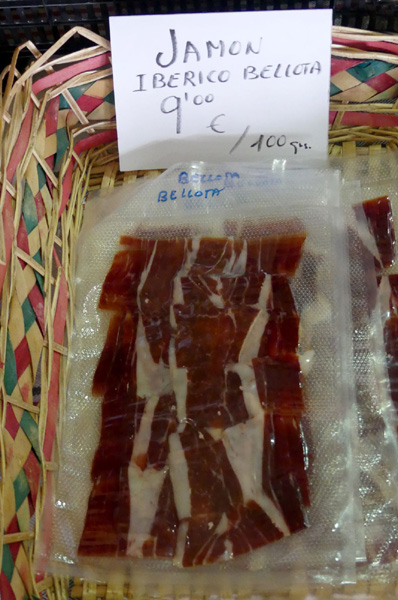 JAMON
IBERICO BELLOTA
9'00
€ /100 grs.
BELLOTA
BELLOTA